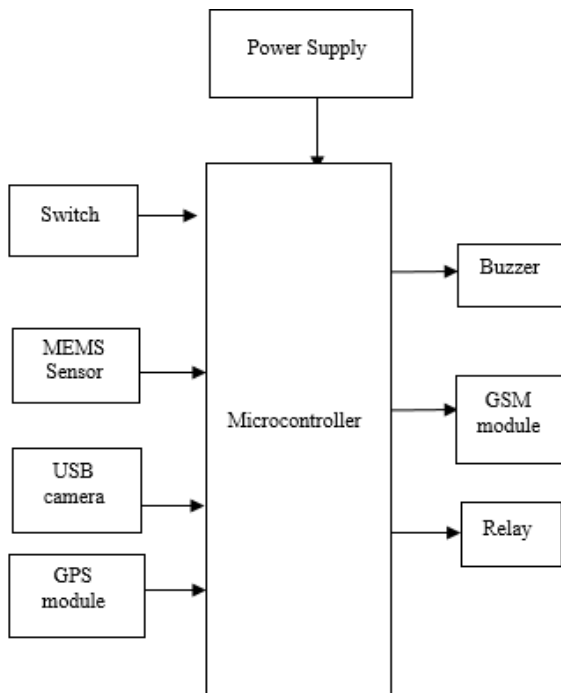 Power Supply
Switch
MEMS
Sensor
USB
camera
GPS
module
Microcontroller
Buzzer
GSM
module
Relay